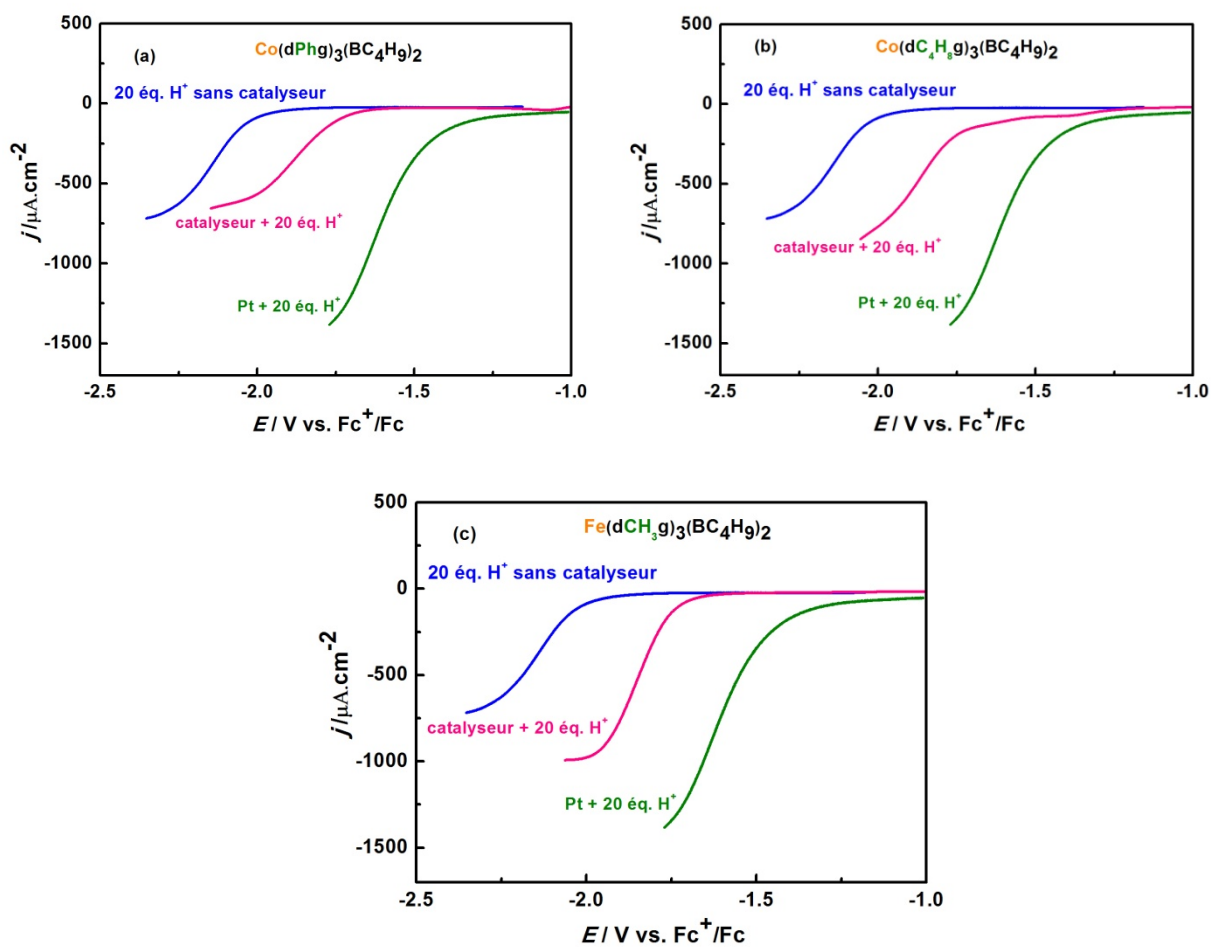 500
0
-500
-1000
-1500
j /μA.cm-2
(a)
Co(dPhg)3(BC4H9)2
20 éq. H+ sans catalyseur
catalyseur + 20 éq. H+
Pt + 20 éq. H+
-2.5
-2.0
-1.5
-1.0
E / V vs. Fc+/Fc
500
0
-500
-1000
-1500
j /μA.cm-2
(b)
Co(dC4H8g)3(BC4H9)2
20 éq. H+ sans catalyseur
catalyseur + 20 éq. H+
Pt + 20 éq. H+
-2.5
-2.0
-1.5
-1.0
E / V vs. Fc+/Fc
500
0
-500
-1000
-1500
j /μA.cm-2
(c)
Fe(dCH3g)3(BC4H9)2
20 éq. H+ sans catalyseur
catalyseur + 20 éq. H+
Pt + 20 éq. H+
-2.5
-2.0
-1.5
-1.0
E / V vs. Fc+/Fc